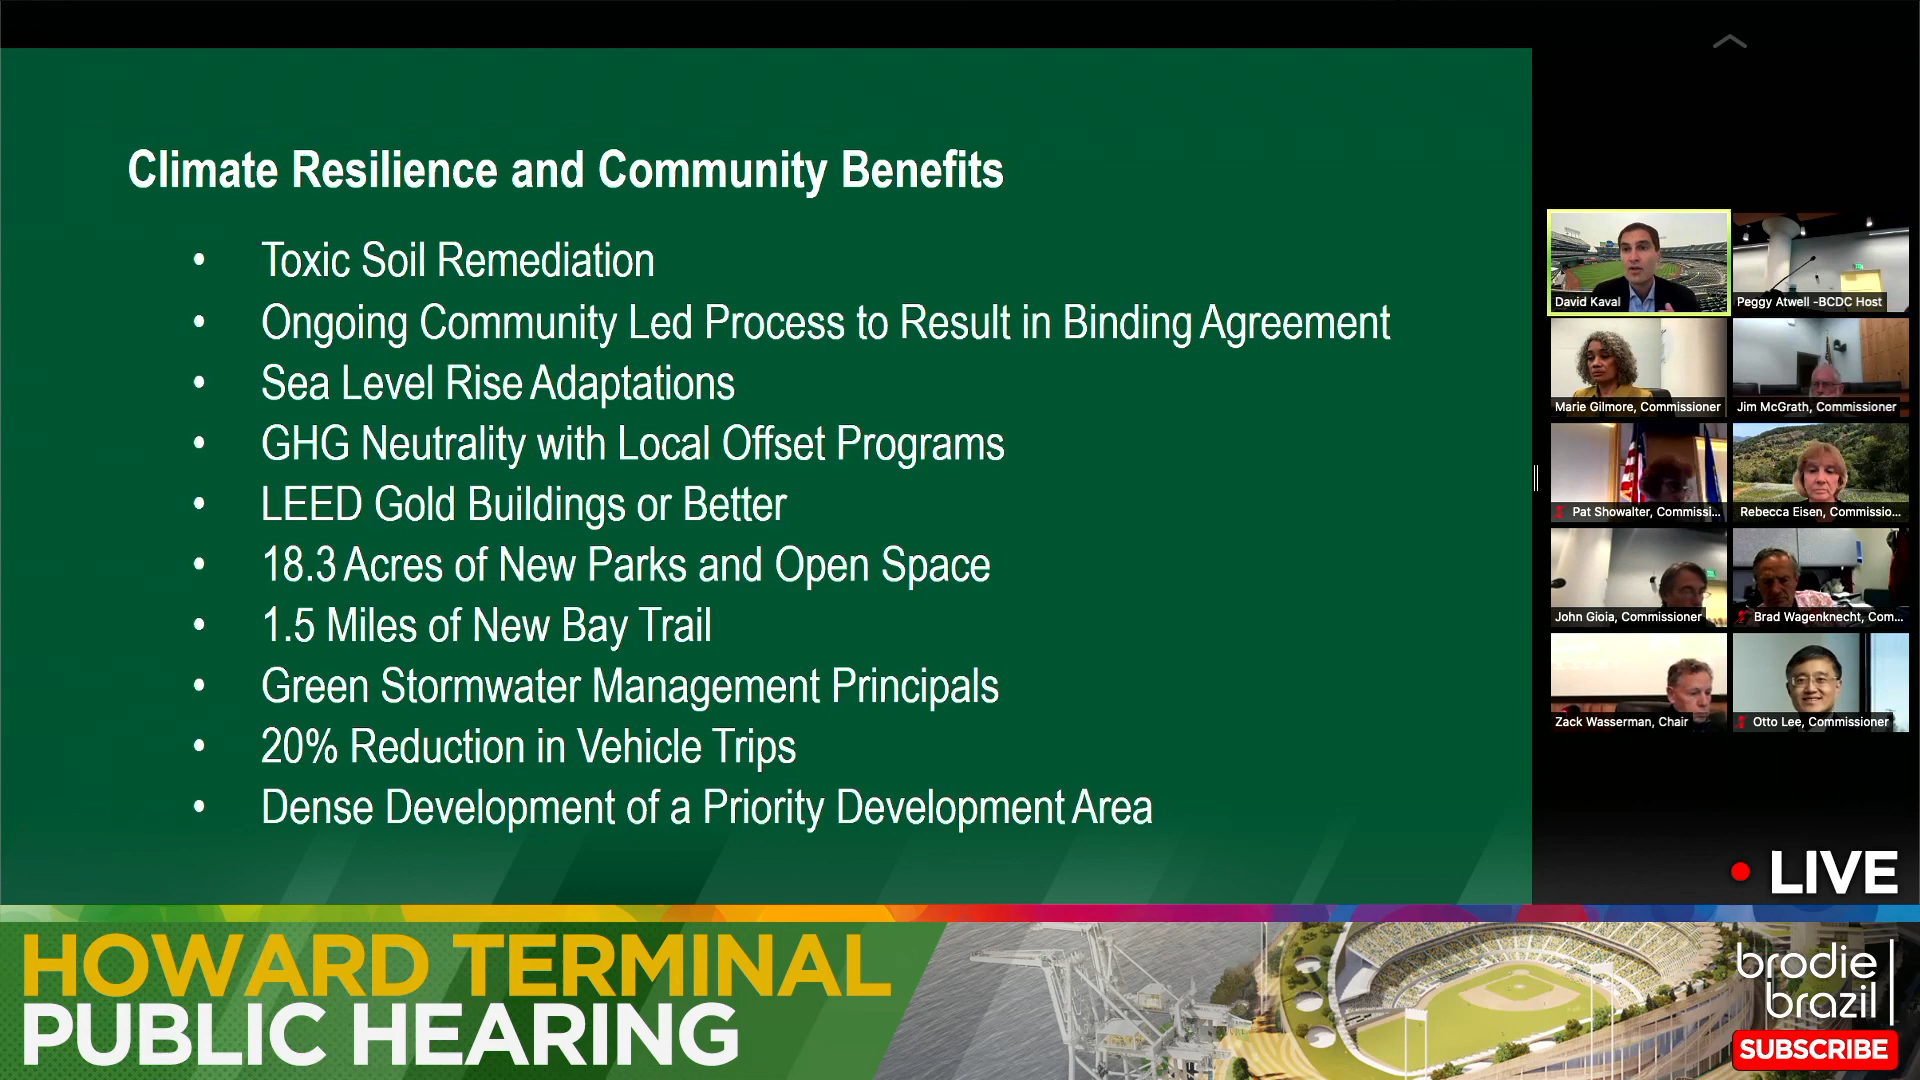 Climate Resilience and Community Benefits
• Toxic Soil Remediation
• Ongoing Community Led Process to Result in Binding Agreement
• Sea Level Rise Adaptations
• GHG Neutrality with Local Offset Programs
• LEED Gold Buildings or Better
• 18.3 Acres of New Parks and Open Space
• 1.5 Miles of New Bay Trail
• Green Stormwater Management Principals
• 20% Reduction in Vehicle Trips
• Dense Development of a Priority Development Area
David Kaval
Peggy Atwell -BCDC Host
Marie Gilmore, Commissioner
Jim McGrath, Commissioner
Pat Showalter, Commissi...
Rebecca Eisen, Commissio...
John Gioia, Commissioner
Brad Wagenknecht, Com...
Zack Wasserman, Chair
Otto Lee, Commissioner
LIVE
HOWARD TERMINAL
PUBLIC HEARING
brodie
brazil
SUBSCRIBE